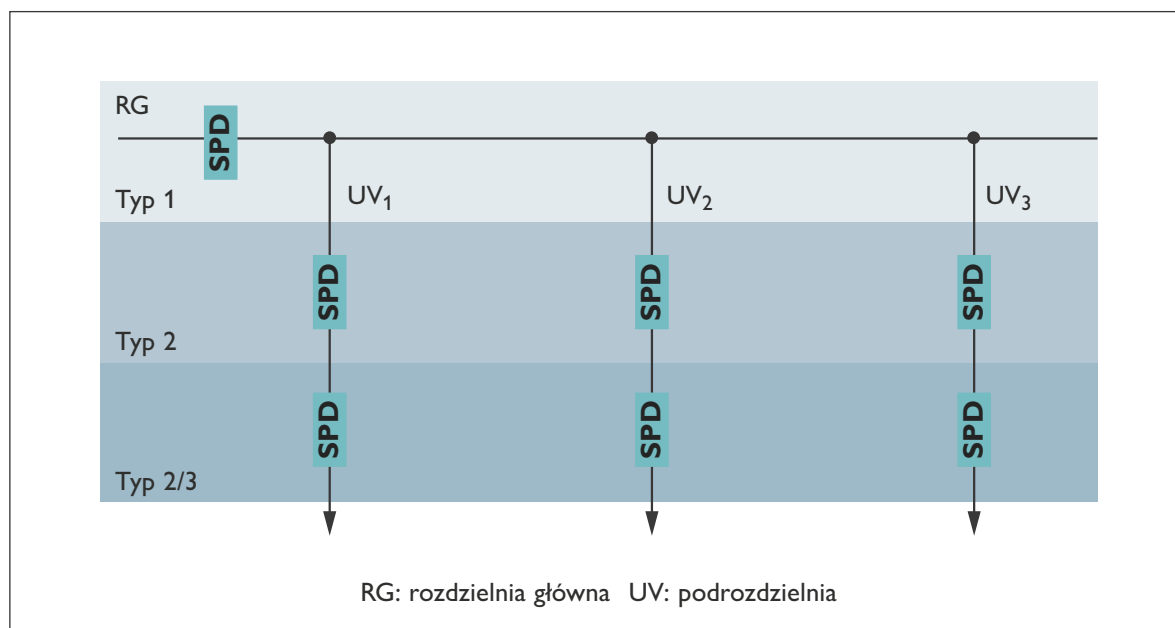 RG
SPD
Typ 1
UV₁
UV₂
UV₃
SPD
SPD
SPD
Typ 2
SPD
SPD
SPD
Typ 2/3
RG: rozdzielnia główna UV: podrozdzielnia